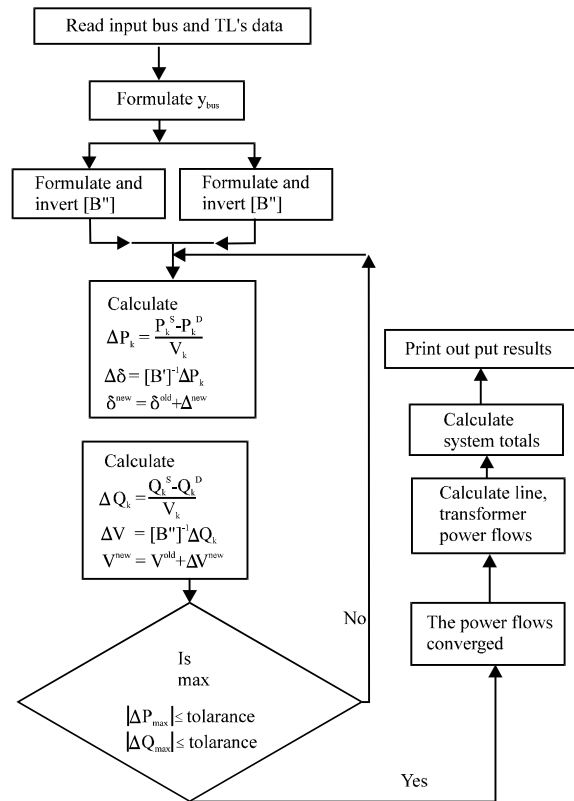 Read input bus and TL's data
Formulate y_bus
Formulate and
invert [B"]
Formulate and
invert [B"]
Calculate
ΔP_k = (P_k^S-P_k^D)/V_k
Δδ = [B']^-1 ΔP_k
δ^new = δ^old+Δ^new
Calculate
ΔQ_k = (Q_k^S-Q_k^D)/V_k
ΔV = [B"]^-1 ΔQ_k
V^new = V^old+ΔV^new
Is
max
|ΔP_max| ≤ tolarance
|ΔQ_max| ≤ tolarance
No
Yes
The power flows
converged
Calculate line,
transformer
power flows
Calculate
system totals
Print out put results